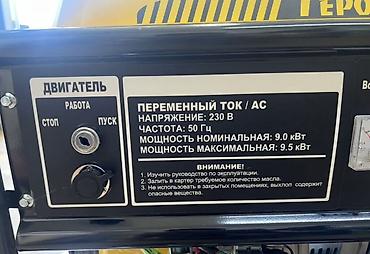 ГЕРО
ДВИГАТЕЛЬ
РАБОТА
СТОП ПУСК
ПЕРЕМЕННЫЙ ТОК / AC
НАПРЯЖЕНИЕ: 230 В
ЧАСТОТА: 50 Гц
МОЩНОСТЬ НОМИНАЛЬНАЯ: 9.0 кВт
МОЩНОСТЬ МАКСИМАЛЬНАЯ: 9.5 кВт
ВНИМАНИЕ!
1. Изучить руководство по эксплуатации.
2. Залить в картер требуемое количество масла.
3. Не использовать в закрытых помещениях, выхлоп содержит
опасные вещества.
Во